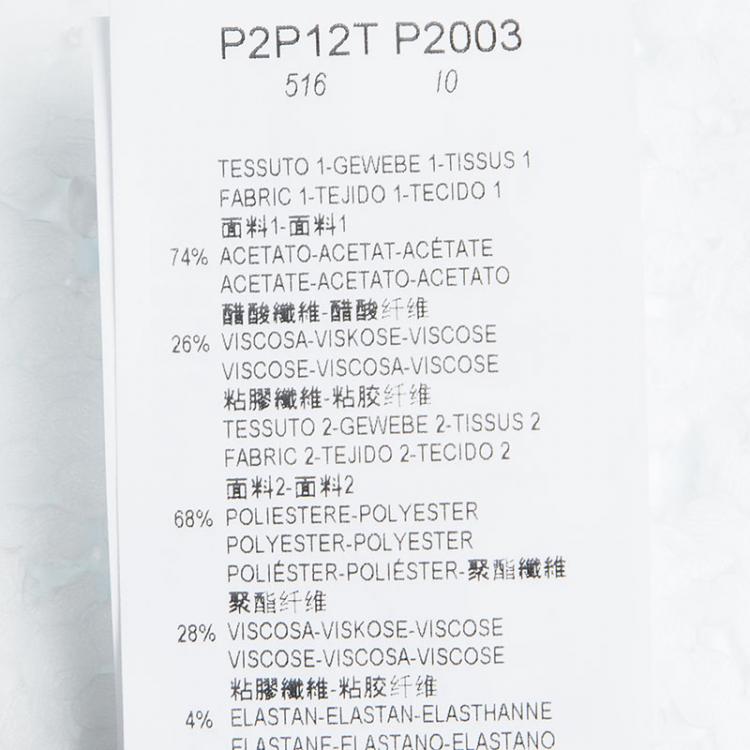 P2P12T P2003
516 10
TESSUTO 1-GEWEBE 1-TISSUS 1
FABRIC 1-TEJIDO 1-TECIDO 1
面料1-面料1
74% ACETATO-ACETAT-ACÉTATE
ACETATE-ACETATO-ACETATO
醋酸纖維-醋酸纤维
26% VISCOSA-VISKOSE-VISCOSE
VISCOSE-VISCOSA-VISCOSE
粘膠纖維-粘胶纤维
TESSUTO 2-GEWEBE 2-TISSUS 2
FABRIC 2-TEJIDO 2-TECIDO 2
面料2-面料2
68% POLIESTERE-POLYESTER
POLYESTER-POLYESTER
POLIÉSTER-POLIÉSTER-聚酯纖維
聚酯纤维
28% VISCOSA-VISKOSE-VISCOSE
VISCOSE-VISCOSA-VISCOSE
粘膠纖維-粘胶纤维
4% ELASTAN-ELASTAN-ELASTHANNE
ELASTANE-ELASTANO-ELASTANO